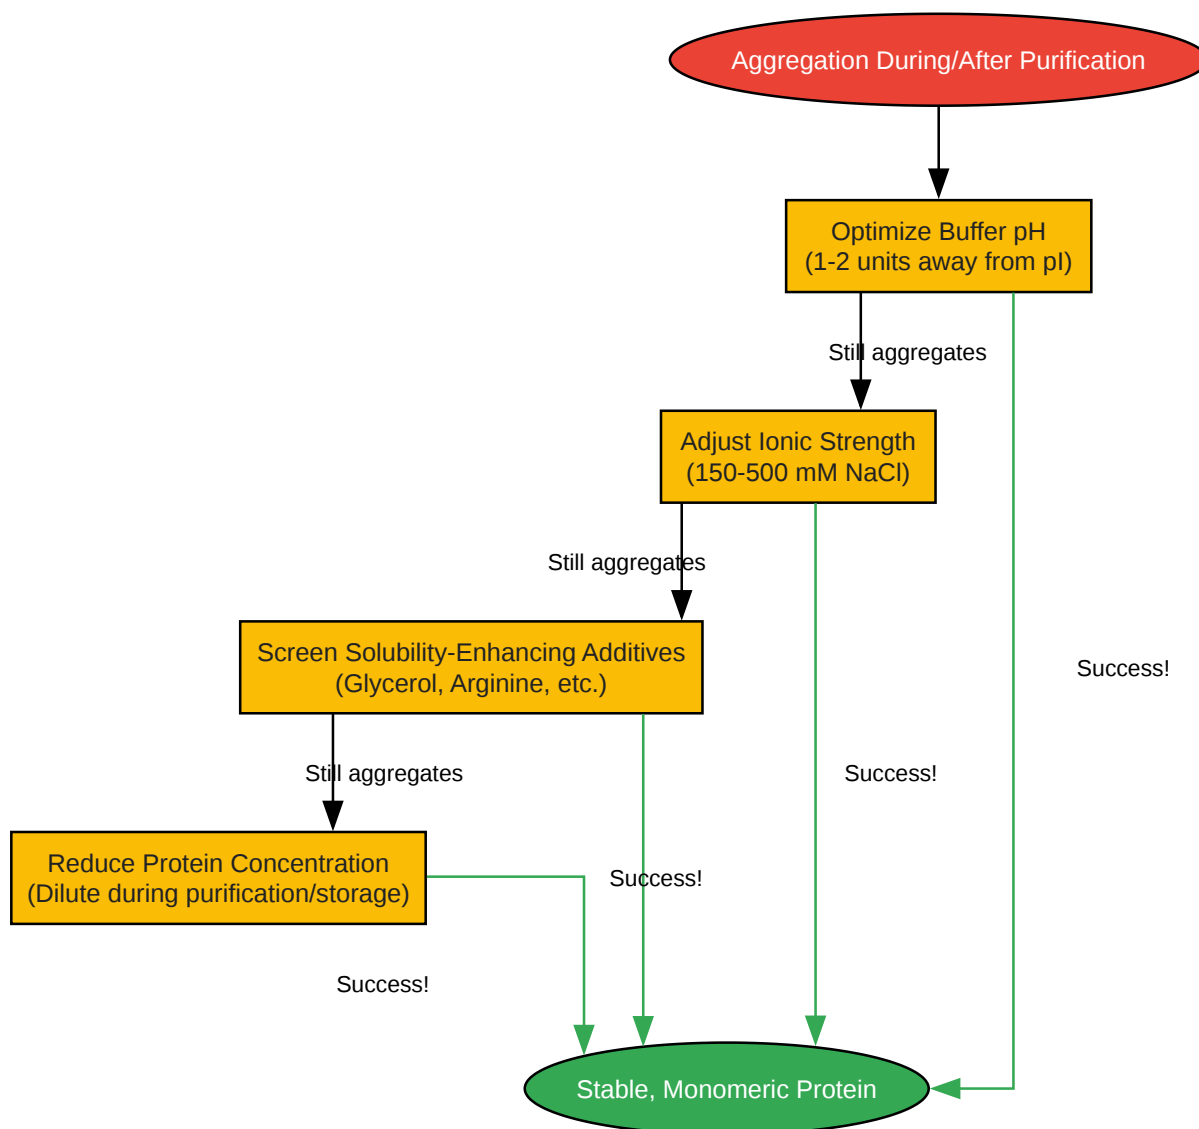 Aggregation During/After Purification
Optimize Buffer pH
(1-2 units away from pI)
Still aggregates
Adjust Ionic Strength
(150-500 mM NaCl)
Still aggregates
Screen Solubility-Enhancing Additives
(Glycerol, Arginine, etc.)
Success!
Still aggregates
Success!
Reduce Protein Concentration
(Dilute during purification/storage)
Success!
Success!
Stable, Monomeric Protein